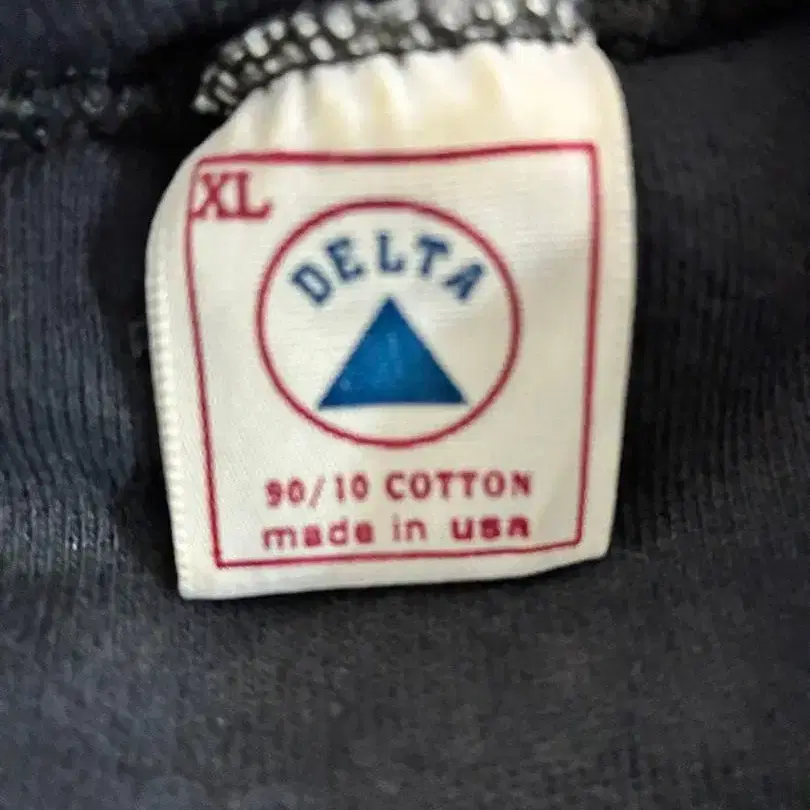 XL
DELTA
90/10 COTTON
made in USA